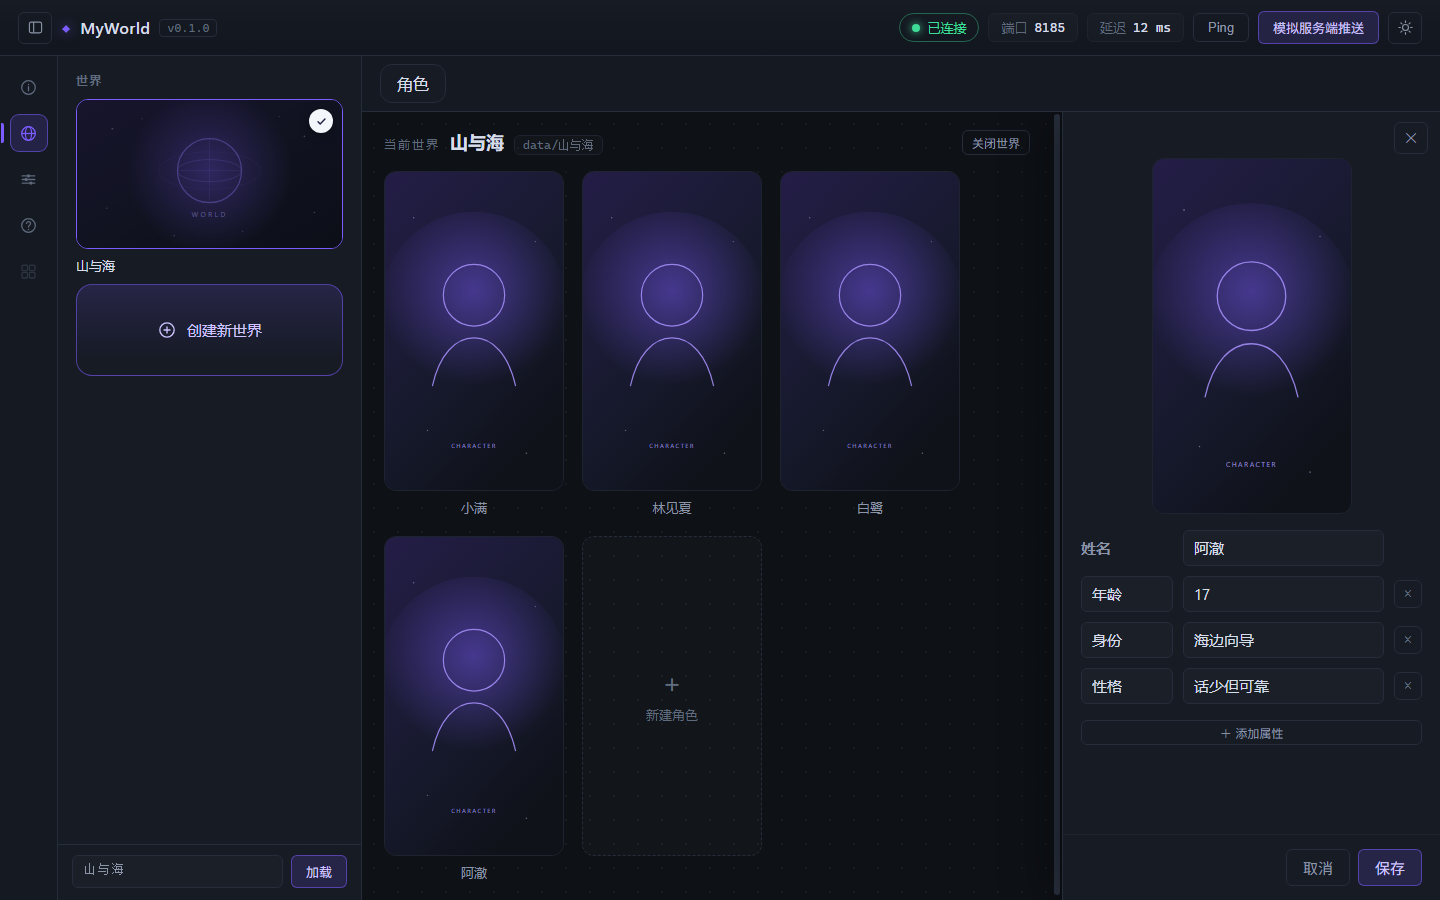 MyWorld v0.1.0
已连接
端口 8185
延迟 12 ms
Ping
模拟服务端推送
世界
WORLD
山与海
创建新世界
山与海
加载
角色
当前世界 山与海 data/山与海
关闭世界
CHARACTER
CHARACTER
CHARACTER
小满
林见夏
白鹭
CHARACTER
阿澈
+
新建角色
CHARACTER
姓名 阿澈
年龄 17 ×
身份 海边向导 ×
性格 话少但可靠 ×
+ 添加属性
取消
保存